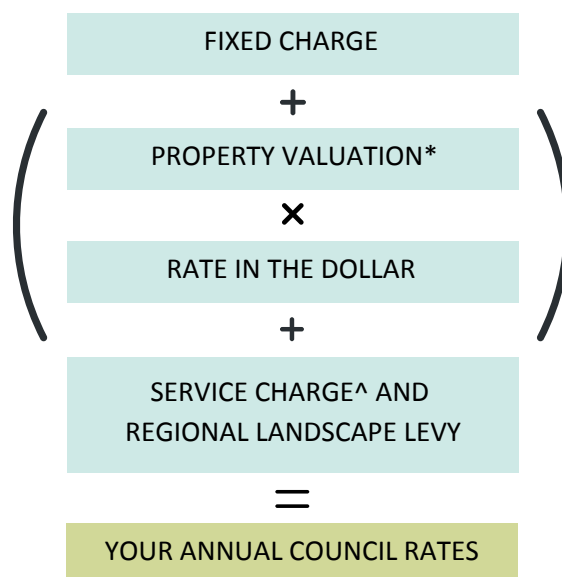 FIXED CHARGE
+
PROPERTY VALUATION*
×
RATE IN THE DOLLAR
+
SERVICE CHARGE^ AND
REGIONAL LANDSCAPE LEVY
=
YOUR ANNUAL COUNCIL RATES